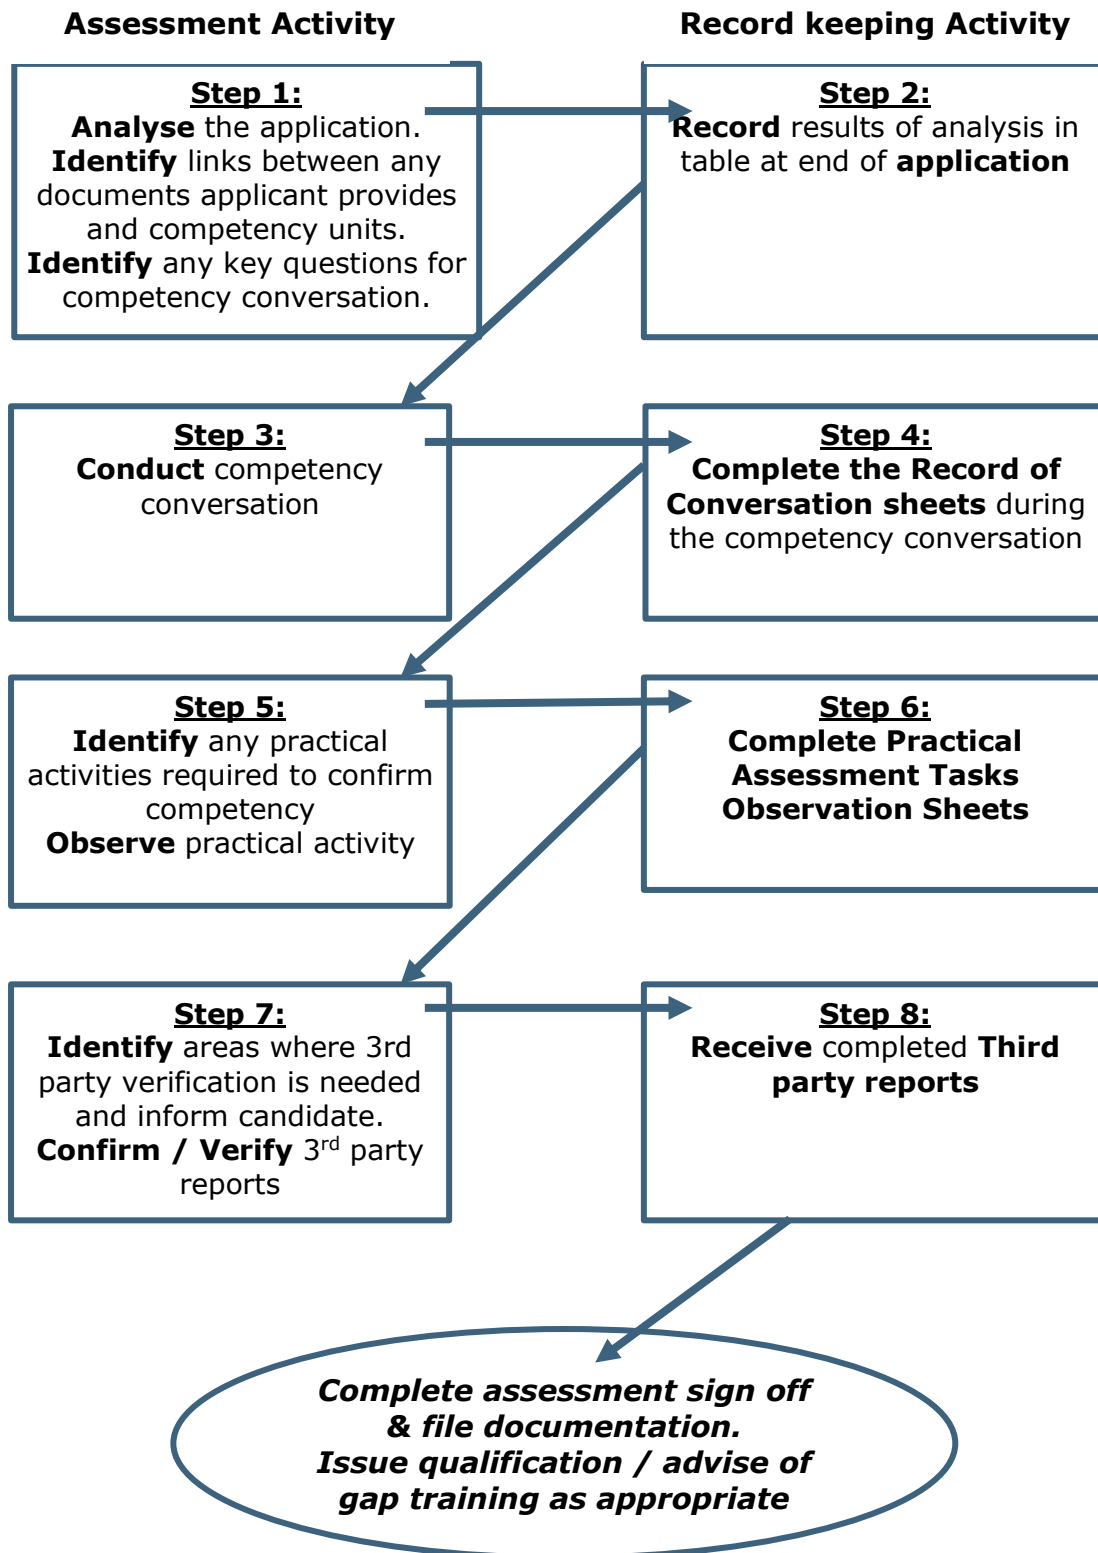 Assessment Activity
Record keeping Activity
Step 1:
Analyse the application.
Identify links between any
documents applicant provides
and competency units.
Identify any key questions for
competency conversation.
Step 2:
Record results of analysis in
table at end of application
Step 3:
Conduct competency
conversation
Step 4:
Complete the Record of
Conversation sheets during
the competency conversation
Step 5:
Identify any practical
activities required to confirm
competency
Observe practical activity
Step 6:
Complete Practical
Assessment Tasks
Observation Sheets
Step 7:
Identify areas where 3rd
party verification is needed
and inform candidate.
Confirm / Verify 3rd party
reports
Step 8:
Receive completed Third
party reports
Complete assessment sign off
& file documentation.
Issue qualification / advise of
gap training as appropriate